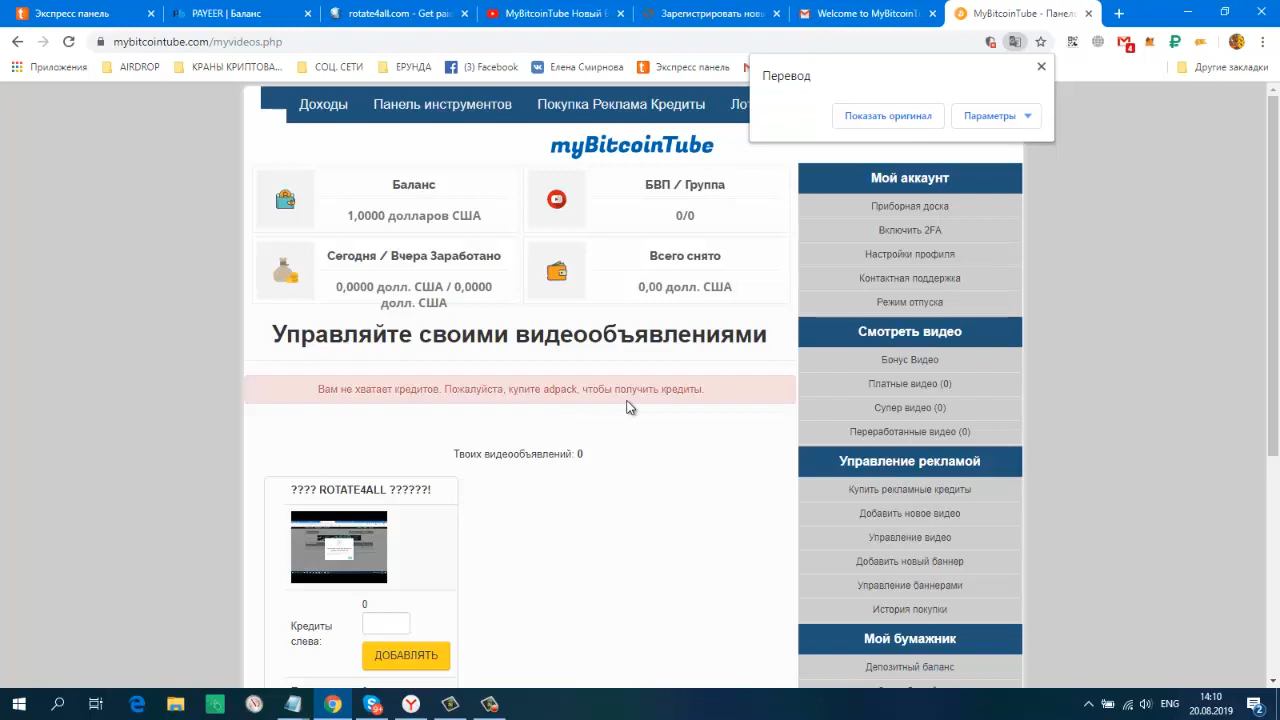 Экспресс панель
PAYEER | Баланс
rotate4all.com - Get paid
MyBitcoinTube Новый Б
Зарегистрировать новы
Welcome to MyBitcoinTu
MyBitcoinTube - Панель
mybitcointube.com/myvideos.php
4
Приложения
AIRDROP
КРАНЫ КРИПТОВА...
СОЦ. СЕТИ
ЕРУНДА
(3) Facebook
Елена Смирнова
Экспресс панель
Другие закладки
Перевод
Показать оригинал
Параметры
Доходы
Панель инструментов
Покупка Реклама Кредиты
myBitcoinTube
Баланс
1,0000 долларов США
БВП / Группа
0/0
Сегодня / Вчера Заработано
0,0000 долл. США / 0,0000
долл. США
Всего снято
0,00 долл. США
Управляйте своими видеообъявлениями
Вам не хватает кредитов. Пожалуйста, купите adpack, чтобы получить кредиты.
Твоих видеообъявлений: 0
???? ROTATE4ALL ??????!
0
Кредиты
слева:
ДОБАВЛЯТЬ
Мой аккаунт
Приборная доска
Включить 2FA
Настройки профиля
Контактная поддержка
Режим отпуска
Смотреть видео
Бонус Видео
Платные видео (0)
Супер видео (0)
Переработанные видео (0)
Управление рекламой
Купить рекламные кредиты
Добавить новое видео
Управление видео
Добавить новый баннер
Управление баннерами
История покупки
Мой бумажник
Депозитный баланс
9+
ENG
14:10
20.08.2019
2